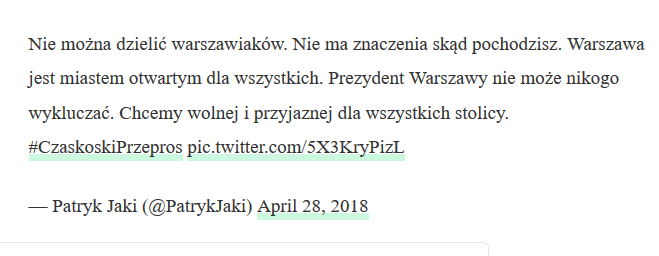 Nie można dzielić warszawiaków. Nie ma znaczenia skąd pochodzisz. Warszawa
jest miastem otwartym dla wszystkich. Prezydent Warszawy nie może nikogo
wykluczać. Chcemy wolnej i przyjaznej dla wszystkich stolicy.
#CzaskoskiPrzepros pic.twitter.com/5X3KryPizL
— Patryk Jaki (@PatrykJaki) April 28, 2018